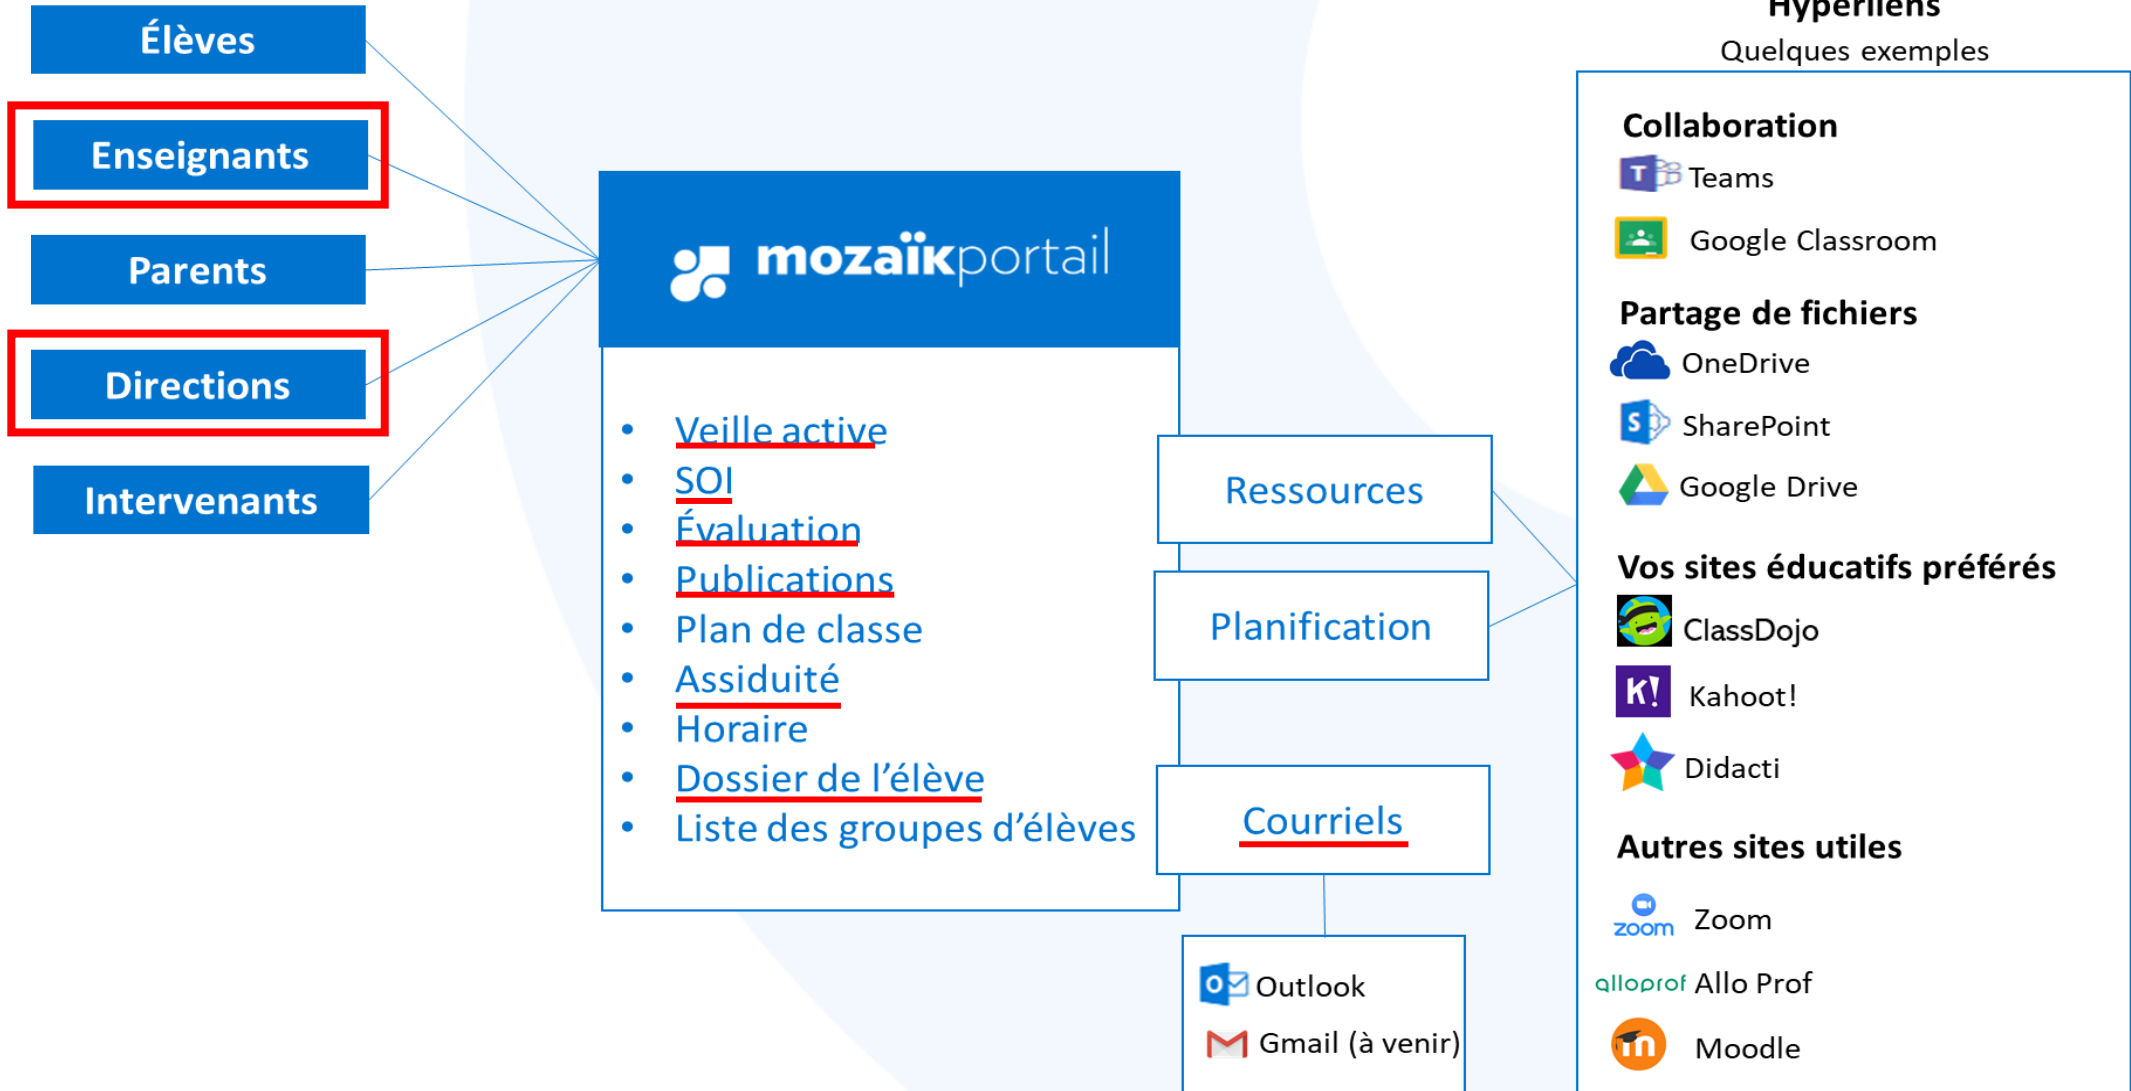 Élèves
Enseignants
Parents
Directions
Intervenants
mozaïkportail
• Veille active
• SOI
• Évaluation
• Publications
• Plan de classe
• Assiduité
• Horaire
• Dossier de l’élève
• Liste des groupes d’élèves
Ressources
Planification
Courriels
Outlook
Gmail (à venir)
Hyperliens
Quelques exemples
Collaboration
Teams
Google Classroom
Partage de fichiers
OneDrive
SharePoint
Google Drive
Vos sites éducatifs préférés
ClassDojo
K! Kahoot!
Didacti
Autres sites utiles
zoom Zoom
alloprof Allo Prof
Moodle